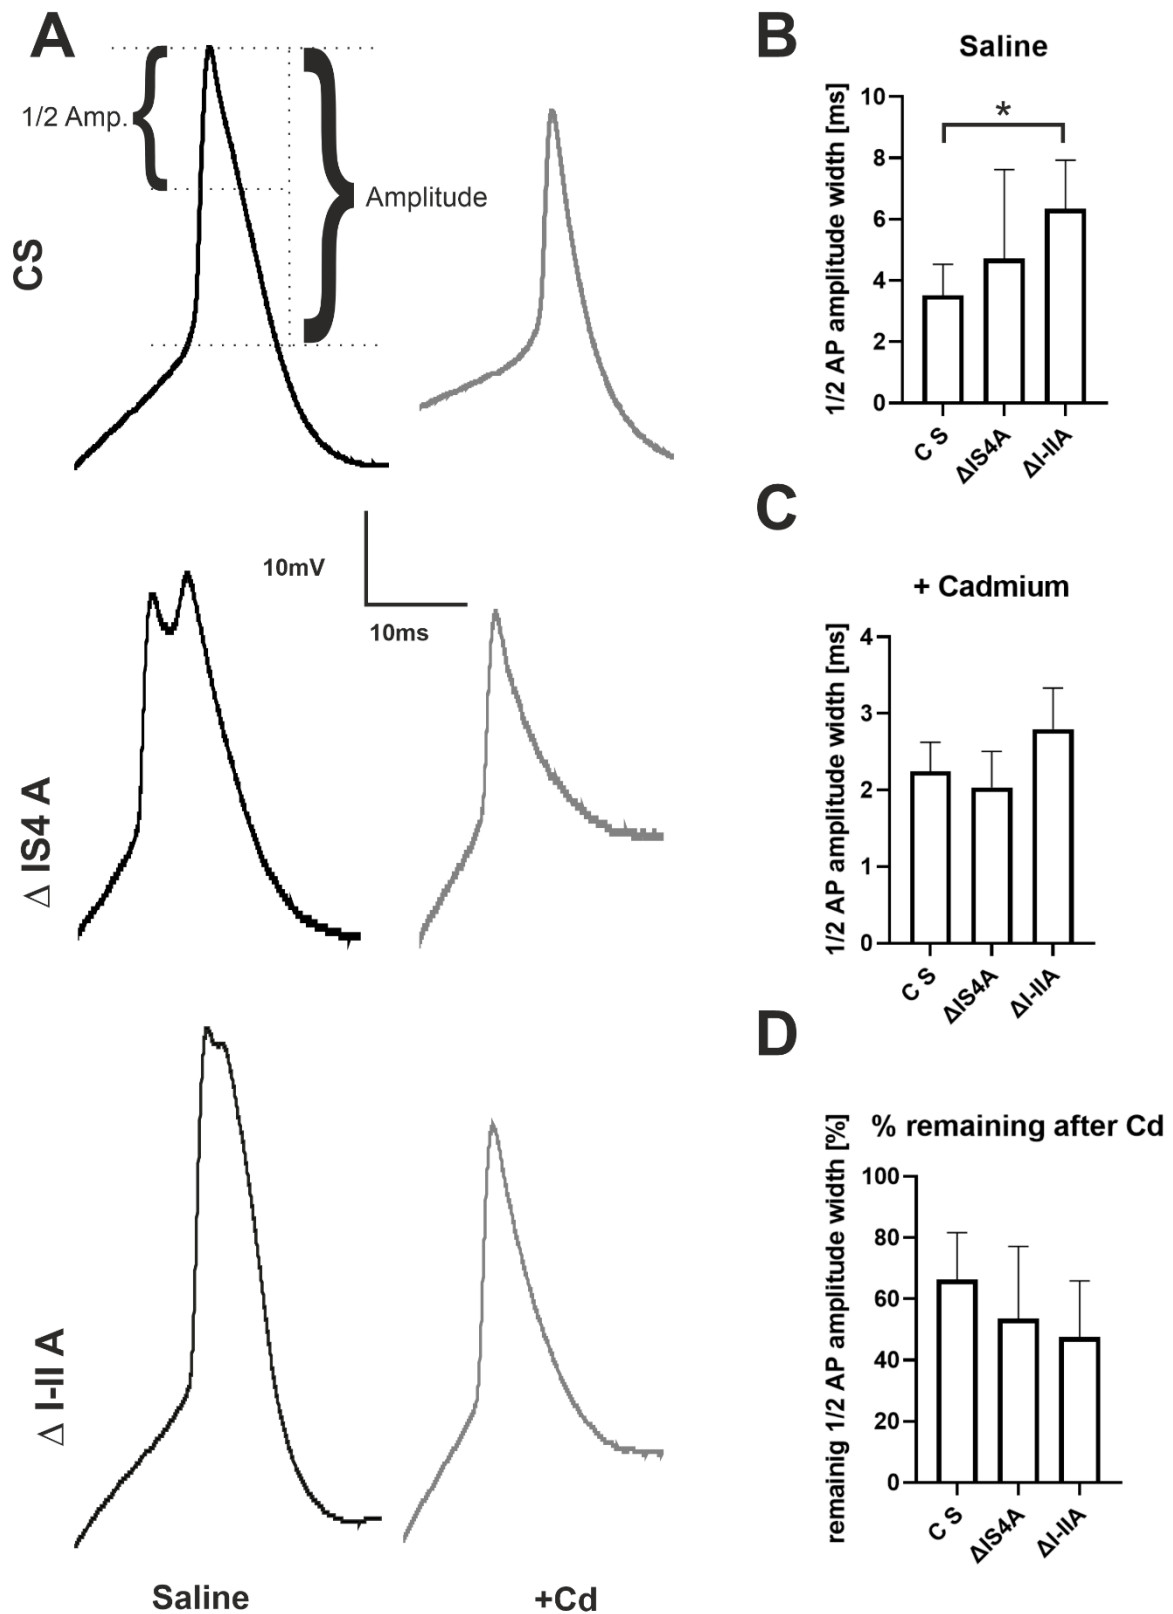 A
1/2 Amp.
Amplitude
CS
10mV
10ms
Δ IS4 A
Δ I-II A
Saline
+Cd
B
Saline
1/2 AP amplitude width [ms]
10
8
6
4
2
0
*
C S
ΔIS4A
ΔI-IIA
C
+ Cadmium
1/2 AP amplitude width [ms]
4
3
2
1
0
C S
ΔIS4A
ΔI-IIA
D
% remaining after Cd
remainig 1/2 AP amplitude width [%]
100
80
60
40
20
0
C S
ΔIS4A
ΔI-IIA